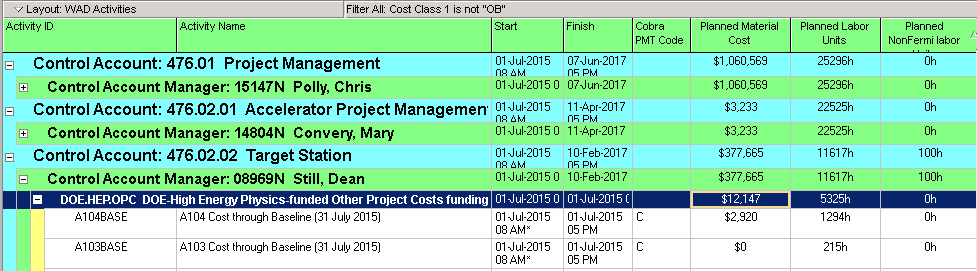 Layout: WAD Activities Filter All: Cost Class 1 is not "OB"
Activity ID Activity Name Start Finish Cobra PMT Code Planned Material Cost Planned Labor Units Planned NonFermi labor
Control Account: 476.01 Project Management 01-Jul-2015 08 AM 07-Jun-2017 05 PM $1,060,569 25296h 0h
Control Account Manager: 15147N Polly, Chris 01-Jul-2015 0 07-Jun-2017 $1,060,569 25296h 0h
Control Account: 476.02.01 Accelerator Project Management 01-Jul-2015 08 AM 11-Apr-2017 05 PM $3,233 22525h 0h
Control Account Manager: 14804N Convery, Mary 01-Jul-2015 0 11-Apr-2017 $3,233 22525h 0h
Control Account: 476.02.02 Target Station 01-Jul-2015 08 AM 10-Feb-2017 05 PM $377,665 11617h 100h
Control Account Manager: 08969N Still, Dean 01-Jul-2015 0 10-Feb-2017 $377,665 11617h 100h
DOE.HEP.OPC DOE-High Energy Physics-funded Other Project Costs funding 01-Jul-2015 0 01-Jul-2015 0 $12,147 5325h 0h
A104BASE A104 Cost through Baseline (31 July 2015) 01-Jul-2015 08 AM* 01-Jul-2015 05 PM C $2,920 1294h 0h
A103BASE A103 Cost through Baseline (31 July 2015) 01-Jul-2015 08 AM* 01-Jul-2015 05 PM C $0 215h 0h